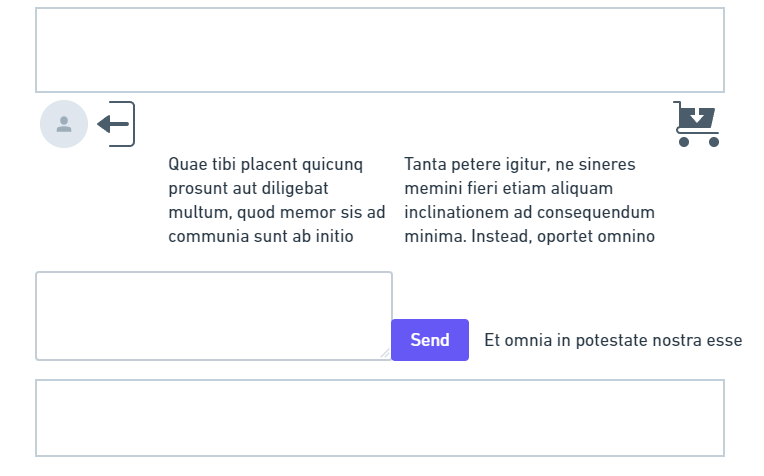 Quae tibi placent quicunq
prosunt aut diligebat
multum, quod memor sis ad
communia sunt ab initio
Tanta petere igitur, ne sineres
memini fieri etiam aliquam
inclinationem ad consequendum
minima. Instead, oportet omnino
Send
Et omnia in potestate nostra esse